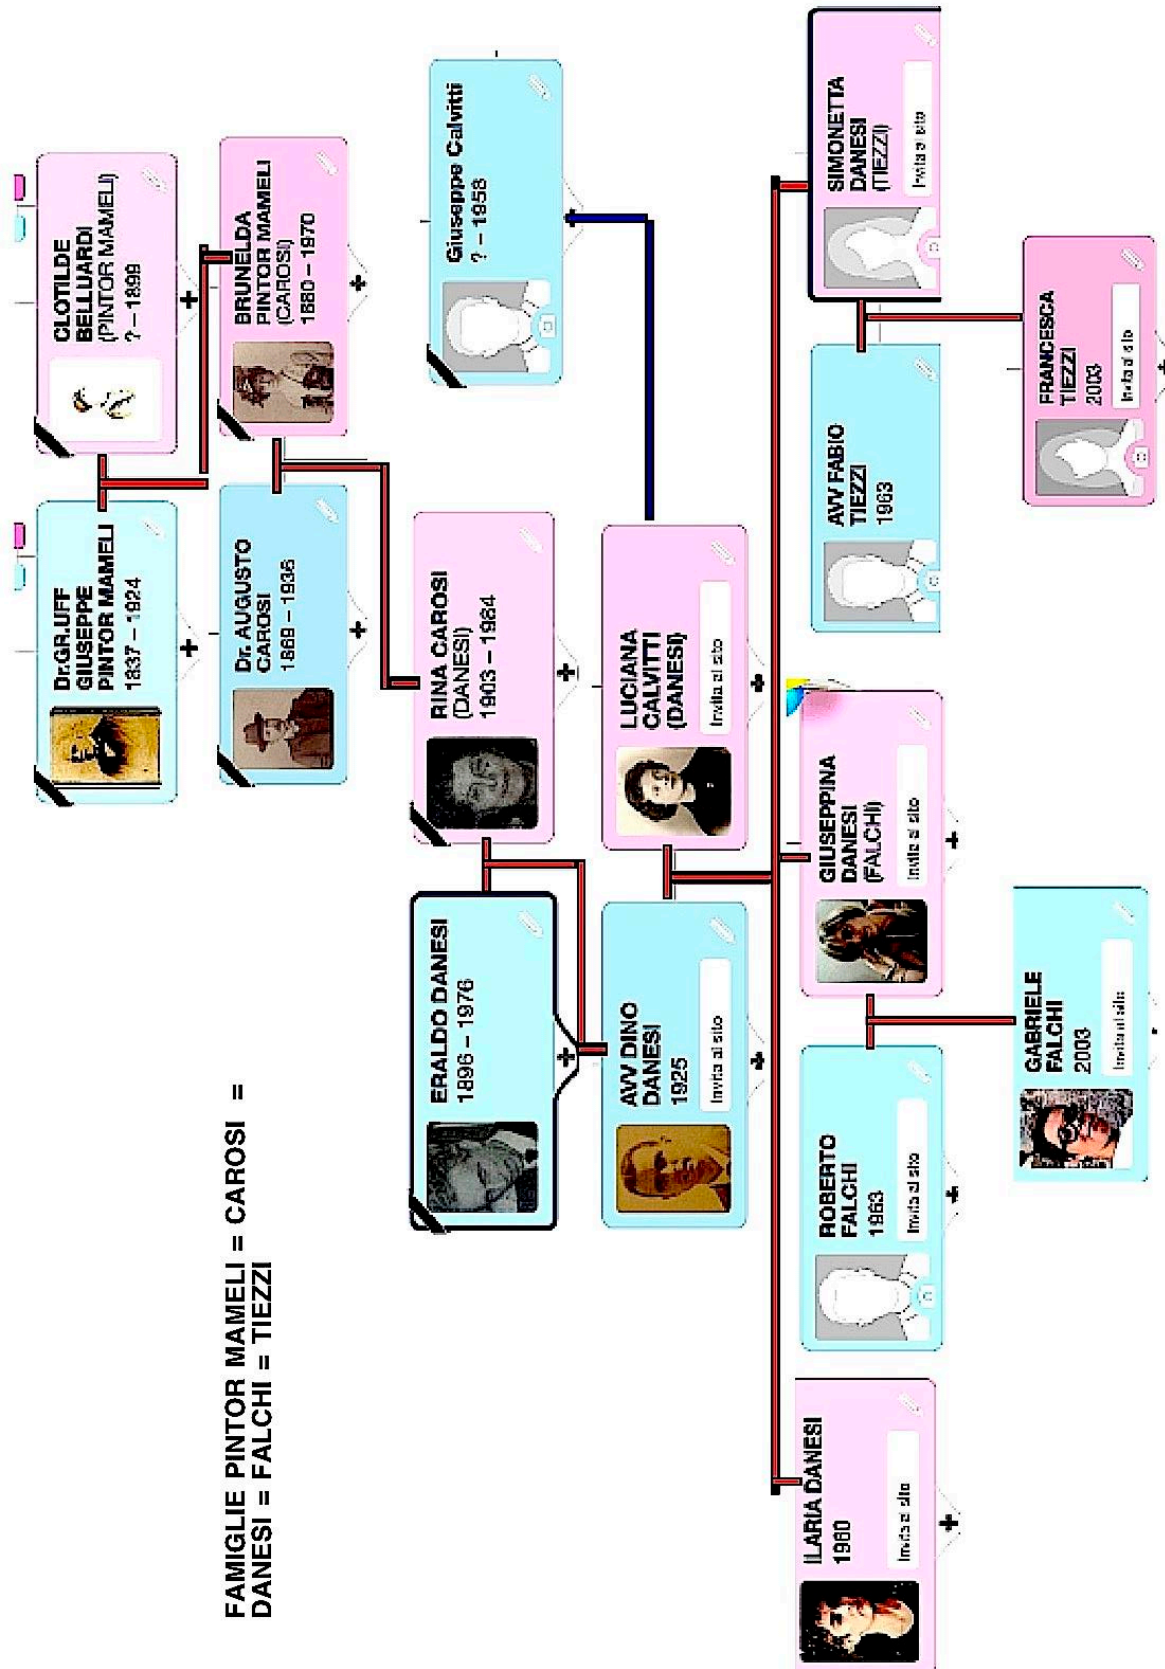 FAMIGLIE PINTOR MAMELI = CAROSI =
DANESI = FALCHI = TIEZZI
Dr.GR.UFF
GIUSEPPE
PINTOR MAMELI
1837 – 1924
CLOTILDE
BELLUARDI
(PINTOR MAMELI)
? – 1899
Dr. AUGUSTO
CAROSI
1869 – 1936
BRUNELDA
PINTOR MAMELI
(CAROSI)
1880 – 1970
ERALDO DANESI
1896 – 1976
RINA CAROSI
(DANESI)
1903 – 1984
Giuseppe Calvitti
? – 1958
AVV DINO
DANESI
1925
Invita al sito
LUCIANA
CALVITTI
(DANESI)
Invita al sito
ILARIA DANESI
1960
Invita al sito
ROBERTO
FALCHI
1963
Invita al sito
GIUSEPPINA
DANESI
(FALCHI)
Invita al sito
AVV FABIO
TIEZZI
1963
SIMONETTA
DANESI
(TIEZZI)
Invita al sito
GABRIELE
FALCHI
2003
Invita al sito
FRANCESCA
TIEZZI
2003
Invita al sito